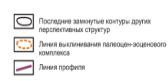 Последние замкнутые контуры других
перспективных структур
Линия выклинивания палеоцен-эоценового
комплекса
Линия профиля